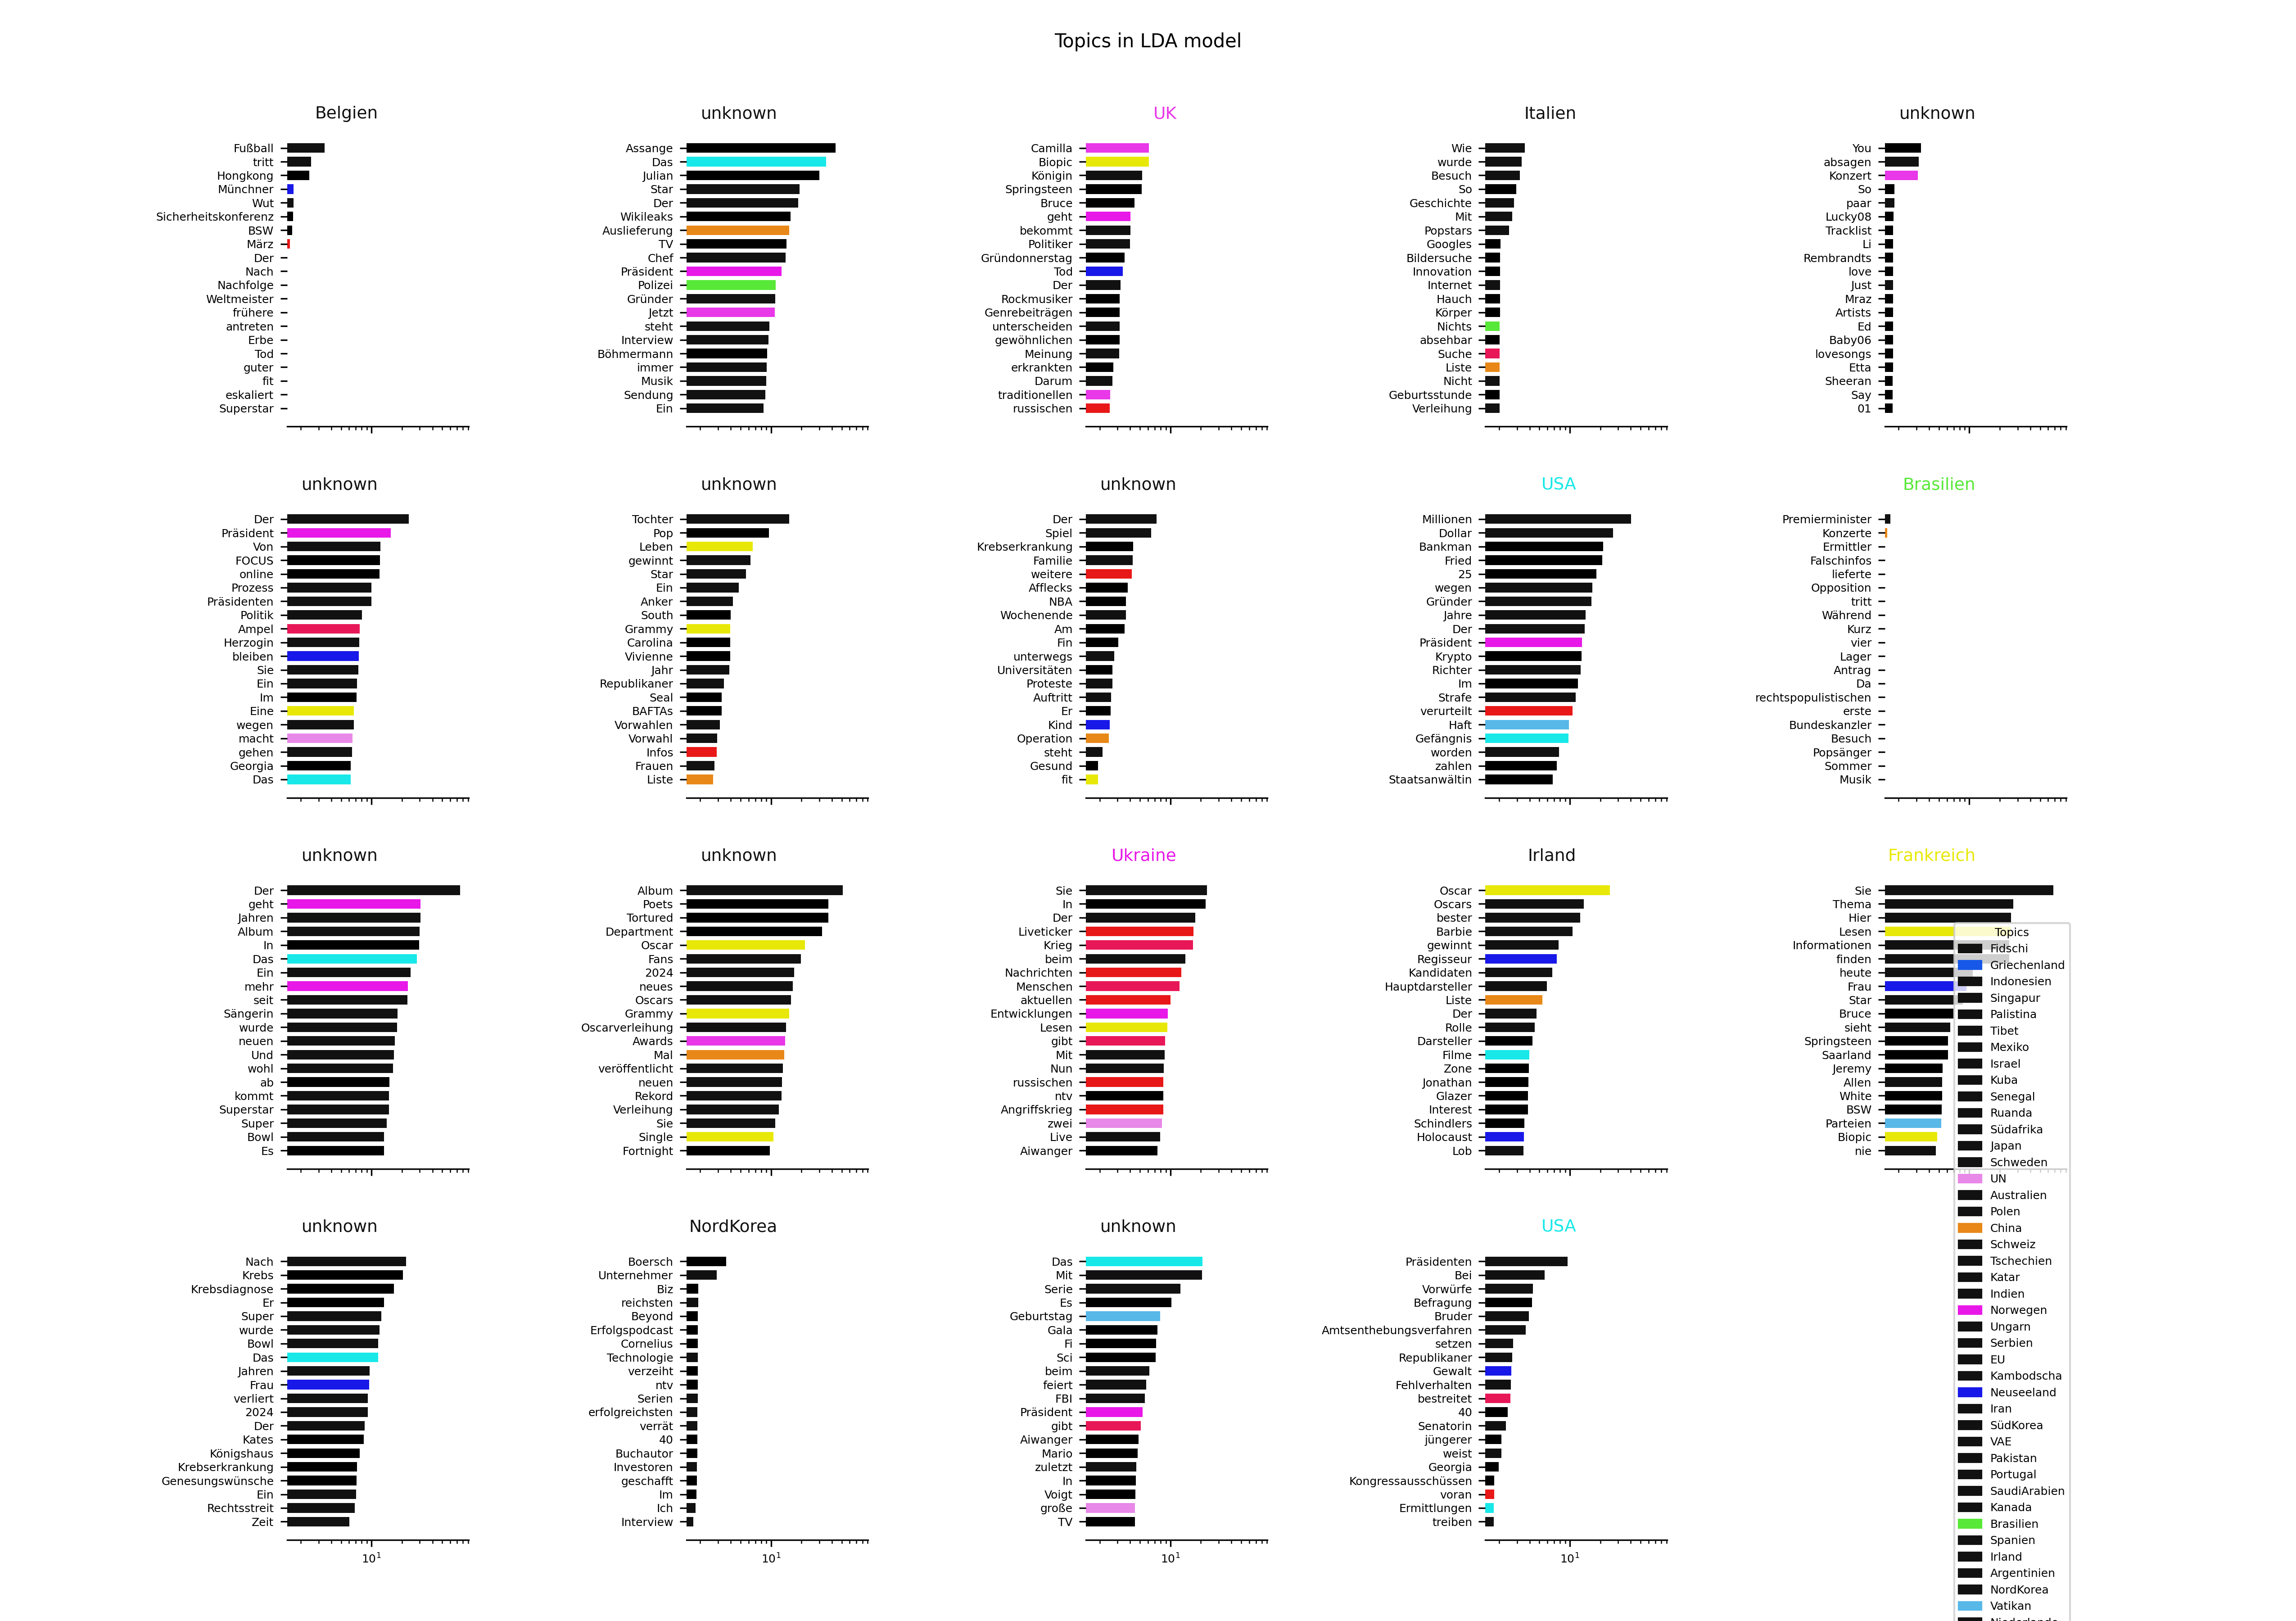 Topics in LDA model
Belgien
Fußball
tritt
Hongkong
Münchner
Wut
Sicherheitskonferenz
BSW
März
Der
Nach
Nachfolge
Weltmeister
frühere
antreten
Erbe
Tod
guter
fit
eskaliert
Superstar
unknown
Assange
Das
Julian
Star
Der
Wikileaks
Auslieferung
TV
Chef
Präsident
Polizei
Gründer
Jetzt
steht
Interview
Böhmermann
immer
Musik
Sendung
Ein
UK
Camilla
Biopic
Königin
Springsteen
Bruce
geht
bekommt
Politiker
Gründonnerstag
Tod
Der
Rockmusiker
Genrebeiträgen
unterscheiden
gewöhnlichen
Meinung
erkrankten
Darum
traditionellen
russischen
Italien
Wie
wurde
Besuch
So
Geschichte
Mit
Popstars
Googles
Bildersuche
Innovation
Internet
Hauch
Körper
Nichts
absehbar
Suche
Liste
Nicht
Geburtsstunde
Verleihung
unknown
You
absagen
Konzert
So
paar
Lucky08
Tracklist
Li
Rembrandts
love
Just
Mraz
Artists
Ed
Baby06
lovesongs
Etta
Sheeran
Say
01
unknown
Der
Präsident
Von
FOCUS
online
Prozess
Präsidenten
Politik
Ampel
Herzogin
bleiben
Sie
Ein
Im
Eine
wegen
macht
gehen
Georgia
Das
unknown
Tochter
Pop
Leben
gewinnt
Star
Ein
Anker
South
Grammy
Carolina
Vivienne
Jahr
Republikaner
Seal
BAFTAs
Vorwahlen
Vorwahl
Infos
Frauen
Liste
unknown
Der
Spiel
Krebserkrankung
Familie
weitere
Afflecks
NBA
Wochenende
Am
Fin
unterwegs
Universitäten
Proteste
Auftritt
Er
Kind
Operation
steht
Gesund
fit
USA
Millionen
Dollar
Bankman
Fried
25
wegen
Gründer
Jahre
Der
Präsident
Krypto
Richter
Im
Strafe
verurteilt
Haft
Gefängnis
worden
zahlen
Staatsanwältin
Brasilien
Premierminister
Konzerte
Ermittler
Falschinfos
lieferte
Opposition
tritt
Während
Kurz
vier
Lager
Antrag
Da
rechtspopulistischen
erste
Bundeskanzler
Besuch
Popsänger
Sommer
Musik
unknown
Der
geht
Jahren
Album
In
Das
Ein
mehr
seit
Sängerin
wurde
neuen
Und
wohl
ab
kommt
Superstar
Super
Bowl
Es
unknown
Album
Poets
Tortured
Department
Oscar
Fans
2024
neues
Oscars
Grammy
Oscarverleihung
Awards
Mal
veröffentlicht
neuen
Rekord
Verleihung
Sie
Single
Fortnight
Ukraine
Sie
In
Der
Liveticker
Krieg
beim
Nachrichten
Menschen
aktuellen
Entwicklungen
Lesen
gibt
Mit
Nun
russischen
ntv
Angriffskrieg
zwei
Live
Aiwanger
Irland
Oscar
Oscars
bester
Barbie
gewinnt
Regisseur
Kandidaten
Hauptdarsteller
Liste
Der
Rolle
Darsteller
Filme
Zone
Jonathan
Glazer
Interest
Schindlers
Holocaust
Lob
Frankreich
Sie
Thema
Hier
Lesen
Informationen
finden
heute
Frau
Star
Bruce
sieht
Springsteen
Saarland
Jeremy
Allen
White
BSW
Parteien
Biopic
nie
unknown
Nach
Krebs
Krebsdiagnose
Er
Super
wurde
Bowl
Das
Jahren
Frau
verliert
2024
Der
Kates
Königshaus
Krebserkrankung
Genesungswünsche
Ein
Rechtsstreit
Zeit
10¹
NordKorea
Boersch
Unternehmer
Biz
reichsten
Beyond
Erfolgspodcast
Cornelius
Technologie
verzeiht
ntv
Serien
erfolgreichsten
verrät
40
Buchautor
Investoren
geschafft
Im
Ich
Interview
10¹
unknown
Das
Mit
Serie
Es
Geburtstag
Gala
Fi
Sci
beim
feiert
FBI
Präsident
gibt
Aiwanger
Mario
zuletzt
In
Voigt
große
TV
10¹
USA
Präsidenten
Bei
Vorwürfe
Befragung
Bruder
Amtsenthebungsverfahren
setzen
Republikaner
Gewalt
Fehlverhalten
bestreitet
40
Senatorin
jüngerer
weist
Georgia
Kongressausschüssen
voran
Ermittlungen
treiben
10¹
Topics
Fidschi
Griechenland
Indonesien
Singapur
Palistina
Tibet
Mexiko
Israel
Kuba
Senegal
Ruanda
Südafrika
Japan
Schweden
UN
Australien
Polen
China
Schweiz
Tschechien
Katar
Indien
Norwegen
Ungarn
Serbien
EU
Kambodscha
Neuseeland
Iran
SüdKorea
VAE
Pakistan
Portugal
SaudiArabien
Kanada
Brasilien
Spanien
Irland
Argentinien
NordKorea
Vatikan